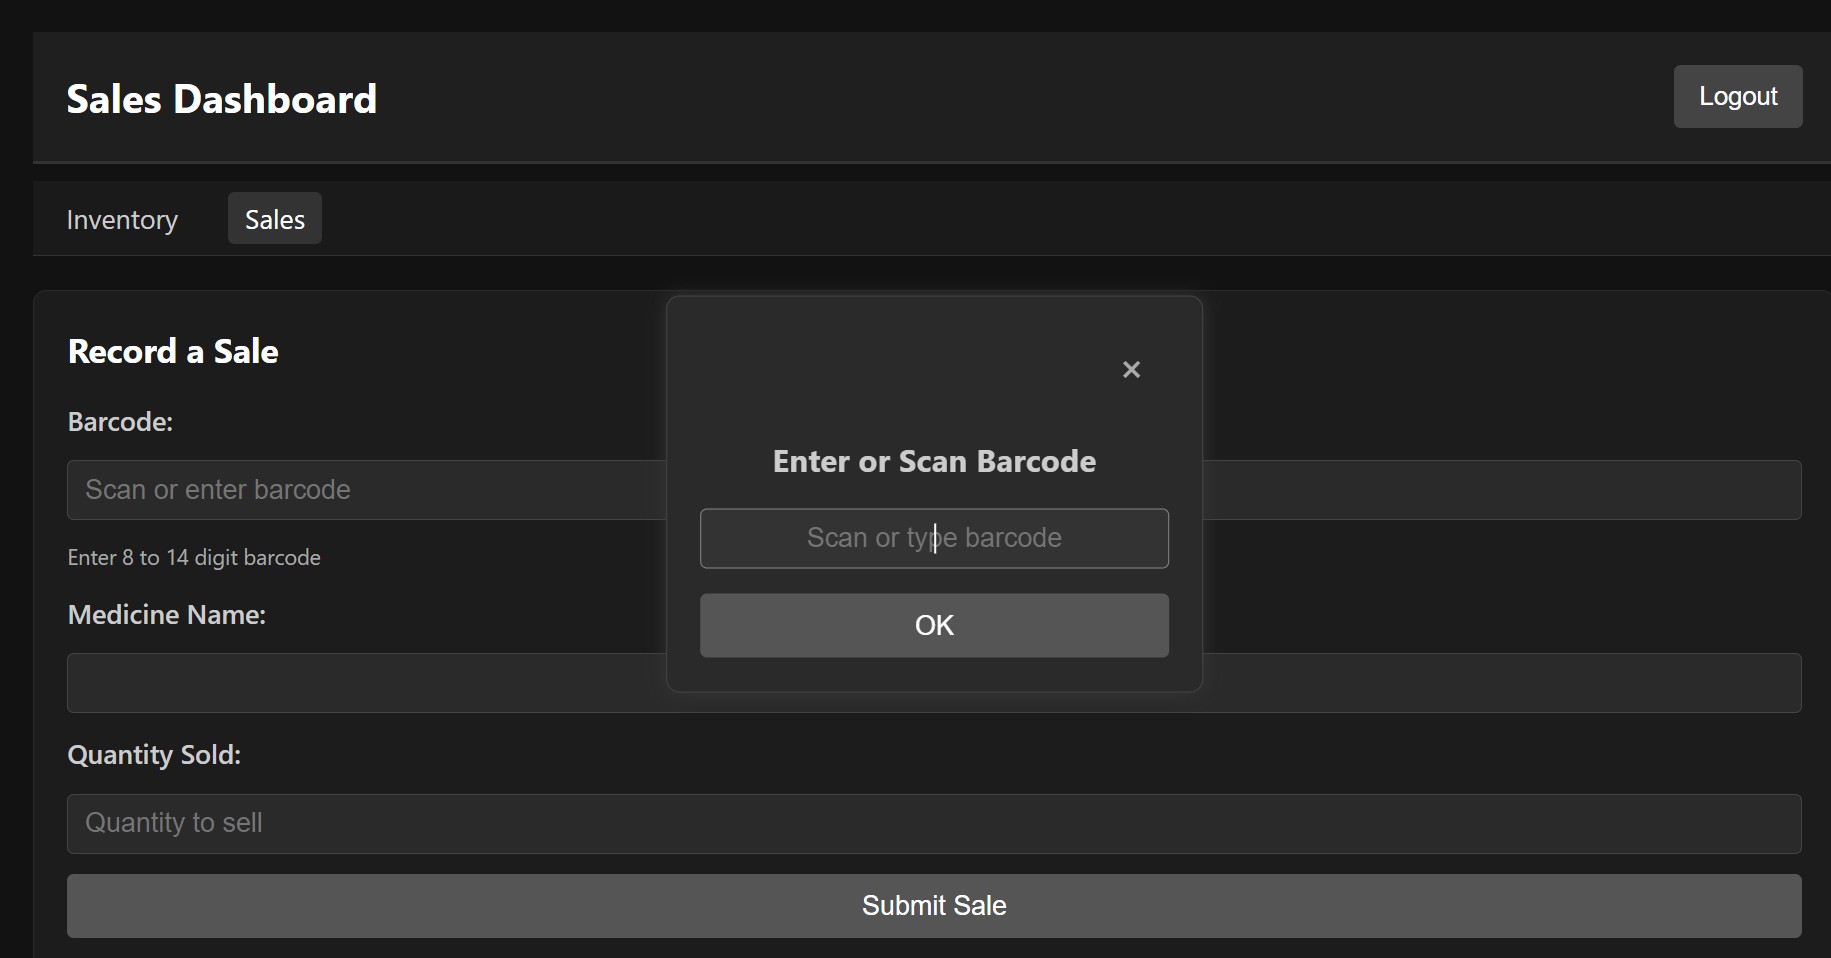 Sales Dashboard
Logout
Inventory
Sales
Record a Sale
Barcode:
Scan or enter barcode
Enter 8 to 14 digit barcode
Medicine Name:
Quantity Sold:
Quantity to sell
Submit Sale
×
Enter or Scan Barcode
Scan or type barcode
OK